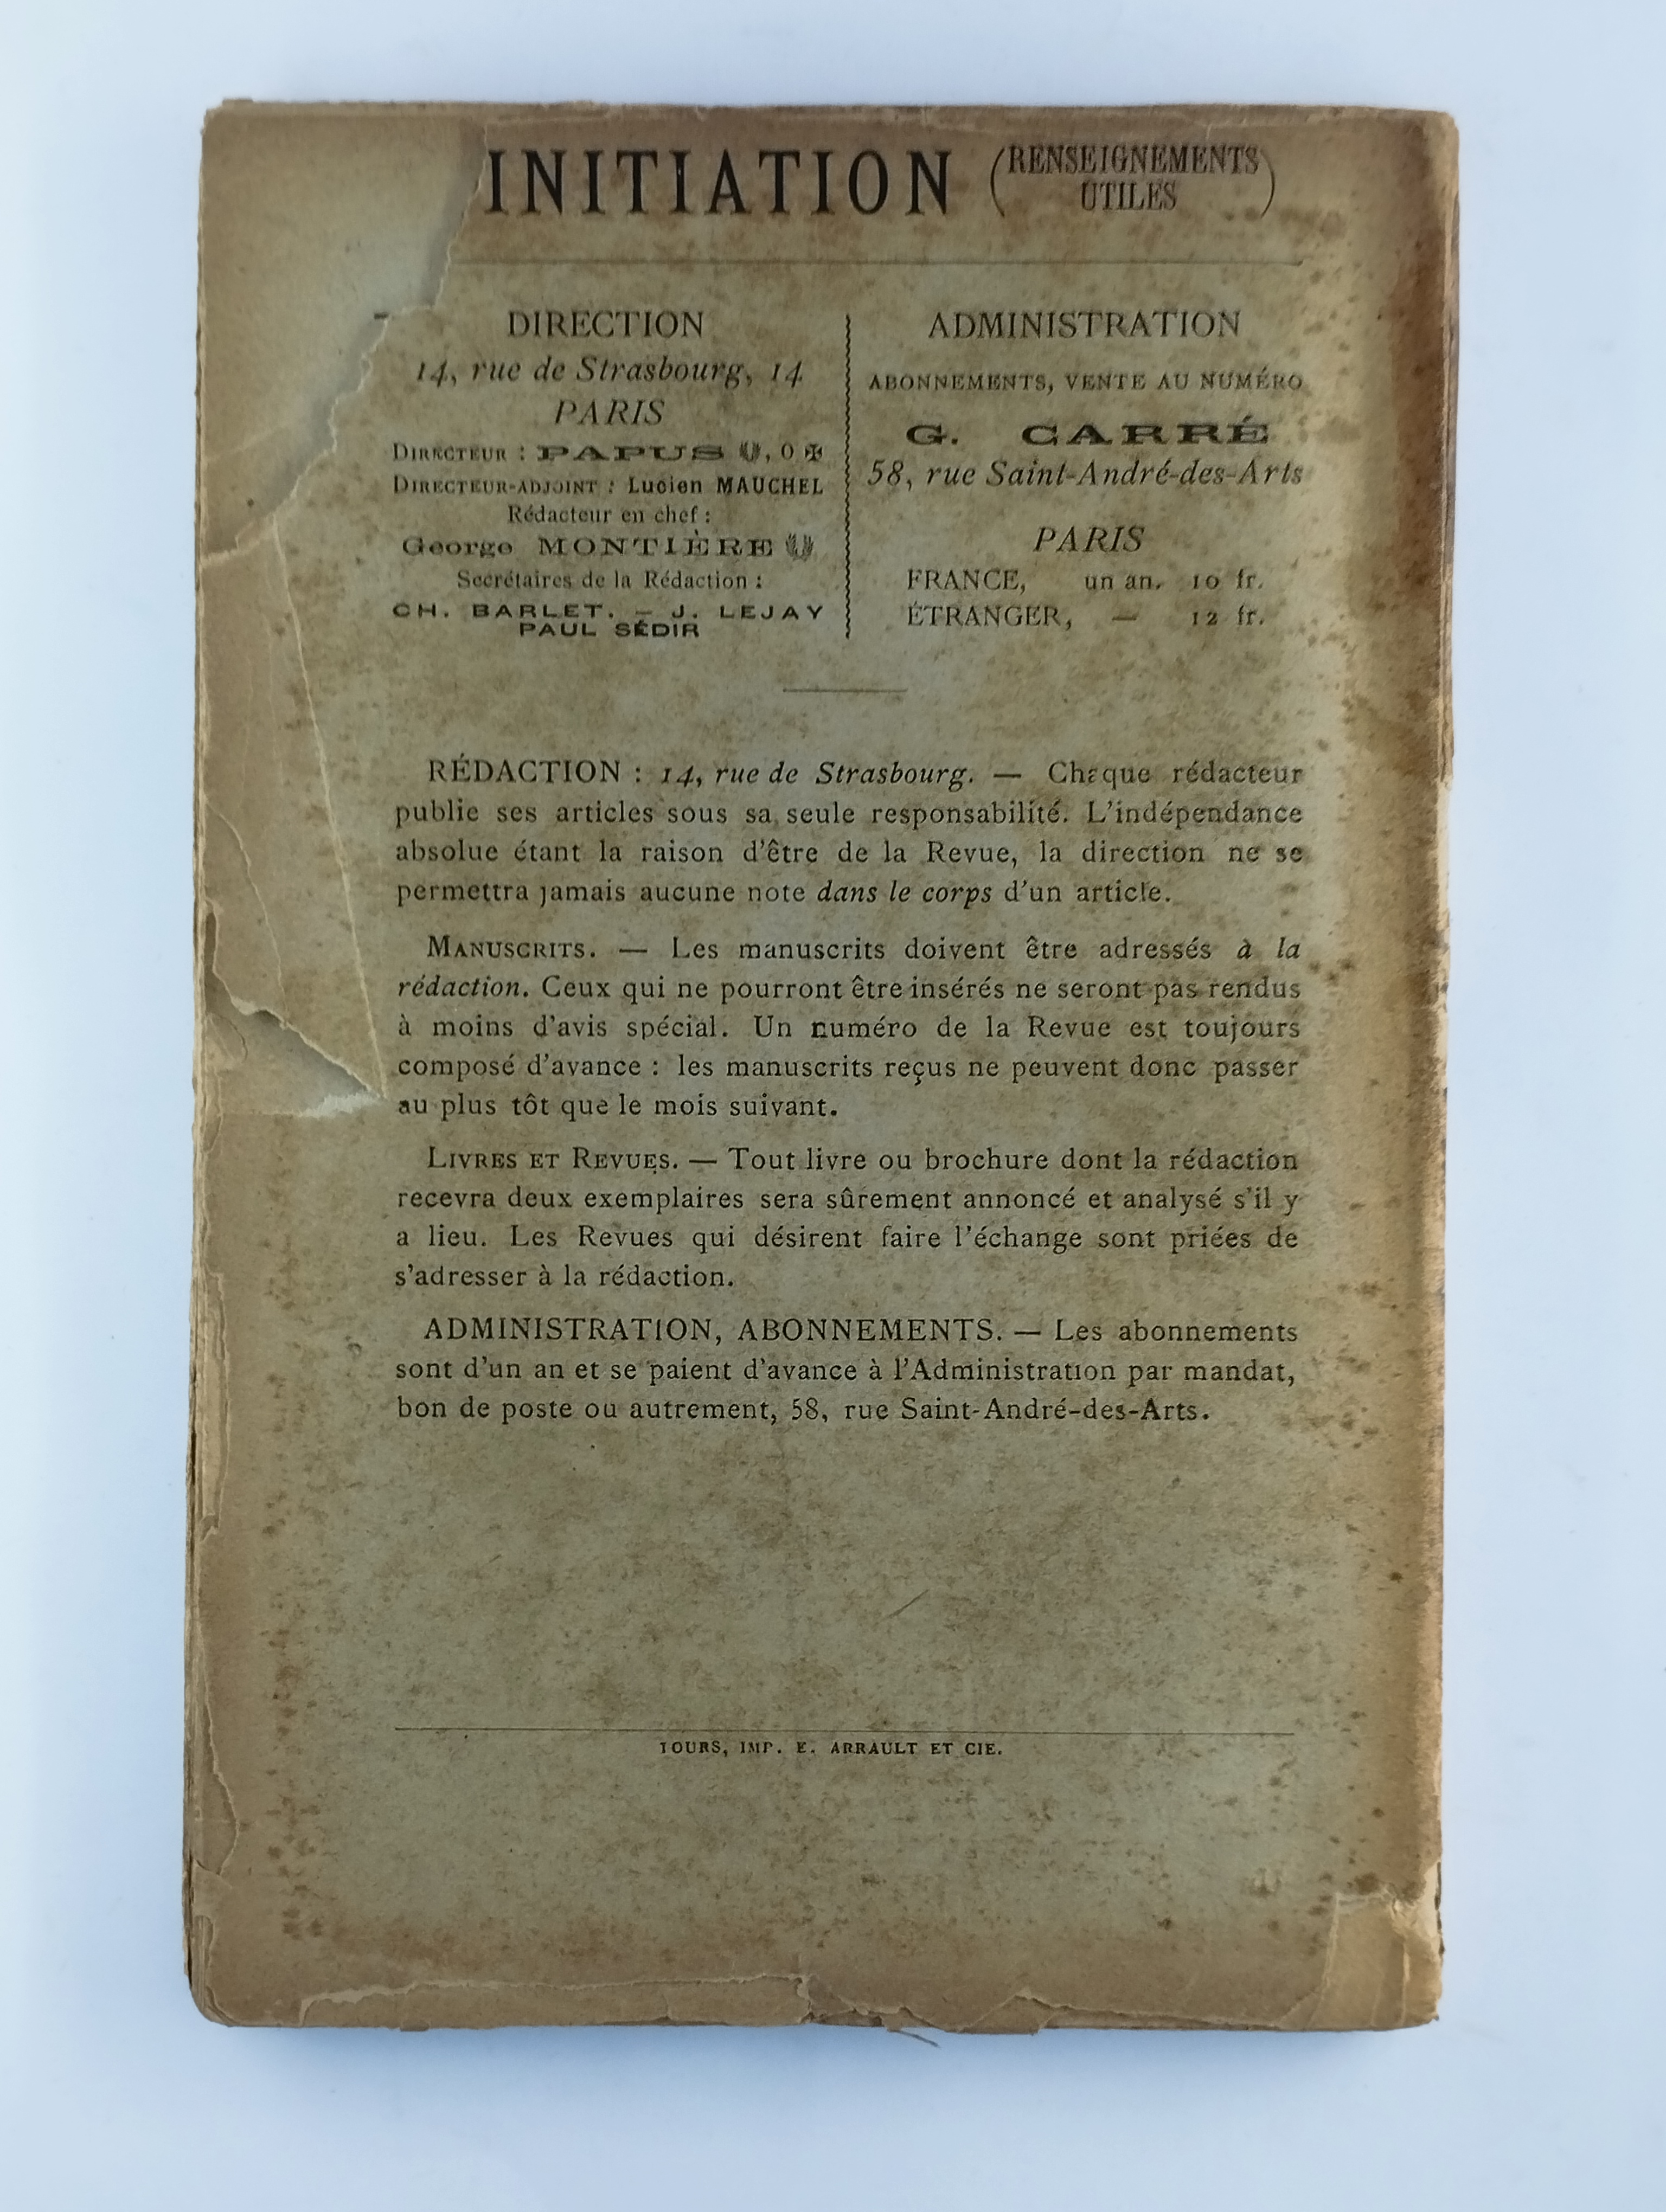 INITIATION (RENSEIGNEMENTS
UTILES)
DIRECTION
14, rue de Strasbourg, 14
PARIS
DIRECTEUR : PAPUS, O ✠
DIRECTEUR-ADJOINT : Lucien MAUCHEL
Rédacteur en chef :
George MONTIÈRE
Secrétaires de la Rédaction :
CH. BARLET. — J. LEJAY
PAUL SÉDIR
ADMINISTRATION
ABONNEMENTS, VENTE AU NUMÉRO
G. CARRÉ
58, rue Saint-André-des-Arts
PARIS
FRANCE, un an. 10 fr.
ÉTRANGER, — 12 fr.
RÉDACTION : 14, rue de Strasbourg. — Chaque rédacteur
publie ses articles sous sa seule responsabilité. L'indépendance
absolue étant la raison d'être de la Revue, la direction ne se
permettra jamais aucune note dans le corps d'un article.
MANUSCRITS. — Les manuscrits doivent être adressés à la
rédaction. Ceux qui ne pourront être insérés ne seront pas rendus
à moins d'avis spécial. Un numéro de la Revue est toujours
composé d'avance : les manuscrits reçus ne peuvent donc passer
au plus tôt que le mois suivant.
LIVRES ET REVUES. — Tout livre ou brochure dont la rédaction
recevra deux exemplaires sera sûrement annoncé et analysé s'il y
a lieu. Les Revues qui désirent faire l'échange sont priées de
s'adresser à la rédaction.
ADMINISTRATION, ABONNEMENTS. — Les abonnements
sont d'un an et se paient d'avance à l'Administration par mandat,
bon de poste ou autrement, 58, rue Saint-André-des-Arts.
TOURS, IMP. E. ARRAULT ET CIE.